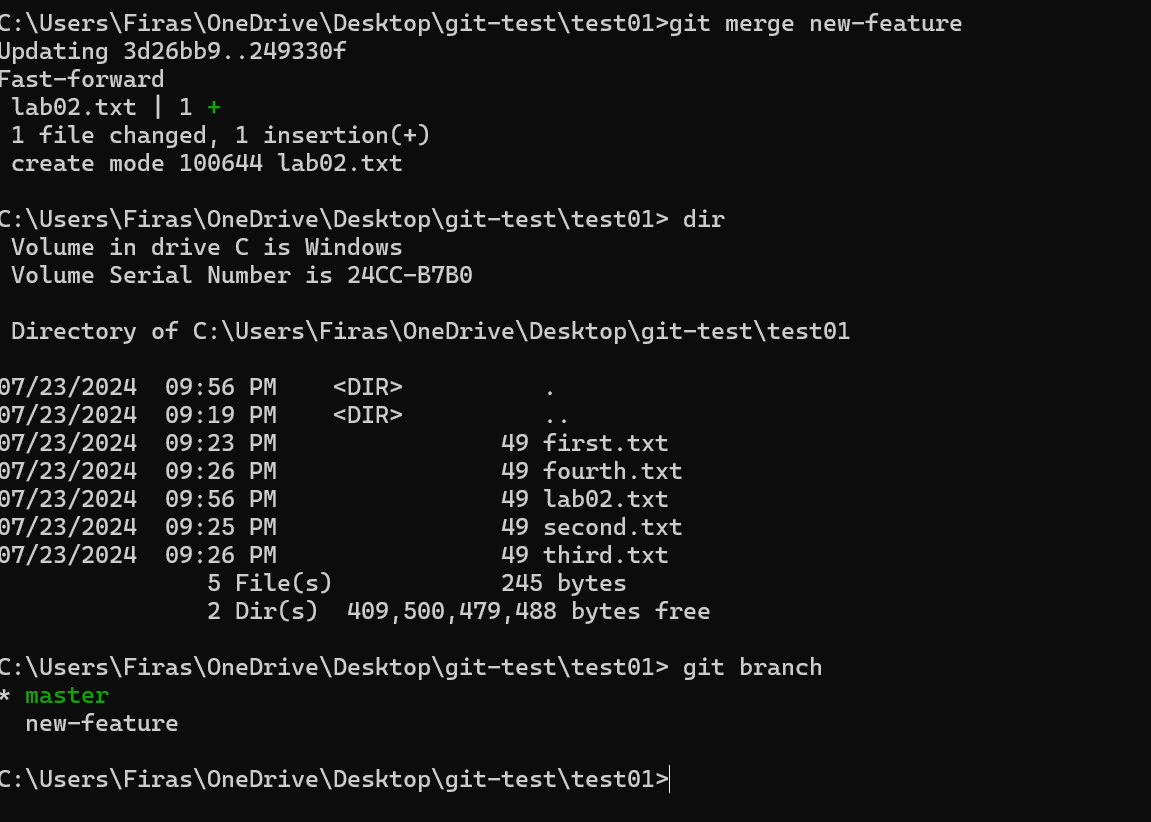 C:\Users\Firas\OneDrive\Desktop\git-test\test01>git merge new-feature
Updating 3d26bb9..249330f
Fast-forward
 lab02.txt | 1 +
 1 file changed, 1 insertion(+)
 create mode 100644 lab02.txt

C:\Users\Firas\OneDrive\Desktop\git-test\test01> dir
 Volume in drive C is Windows
 Volume Serial Number is 24CC-B7B0

 Directory of C:\Users\Firas\OneDrive\Desktop\git-test\test01

07/23/2024  09:56 PM    <DIR>          .
07/23/2024  09:19 PM    <DIR>          ..
07/23/2024  09:23 PM                49 first.txt
07/23/2024  09:26 PM                49 fourth.txt
07/23/2024  09:56 PM                49 lab02.txt
07/23/2024  09:25 PM                49 second.txt
07/23/2024  09:26 PM                49 third.txt
               5 File(s)            245 bytes
               2 Dir(s)  409,500,479,488 bytes free

C:\Users\Firas\OneDrive\Desktop\git-test\test01> git branch
* master
  new-feature

C:\Users\Firas\OneDrive\Desktop\git-test\test01>